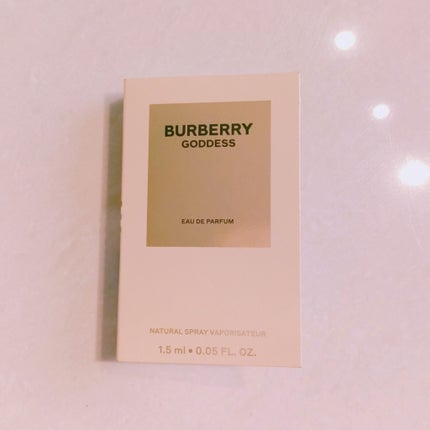 BURBERRY
GODDESS
EAU DE PARFUM
NATURAL SPRAY VAPORISATEUR
1.5 ml • 0.05 FL. OZ.